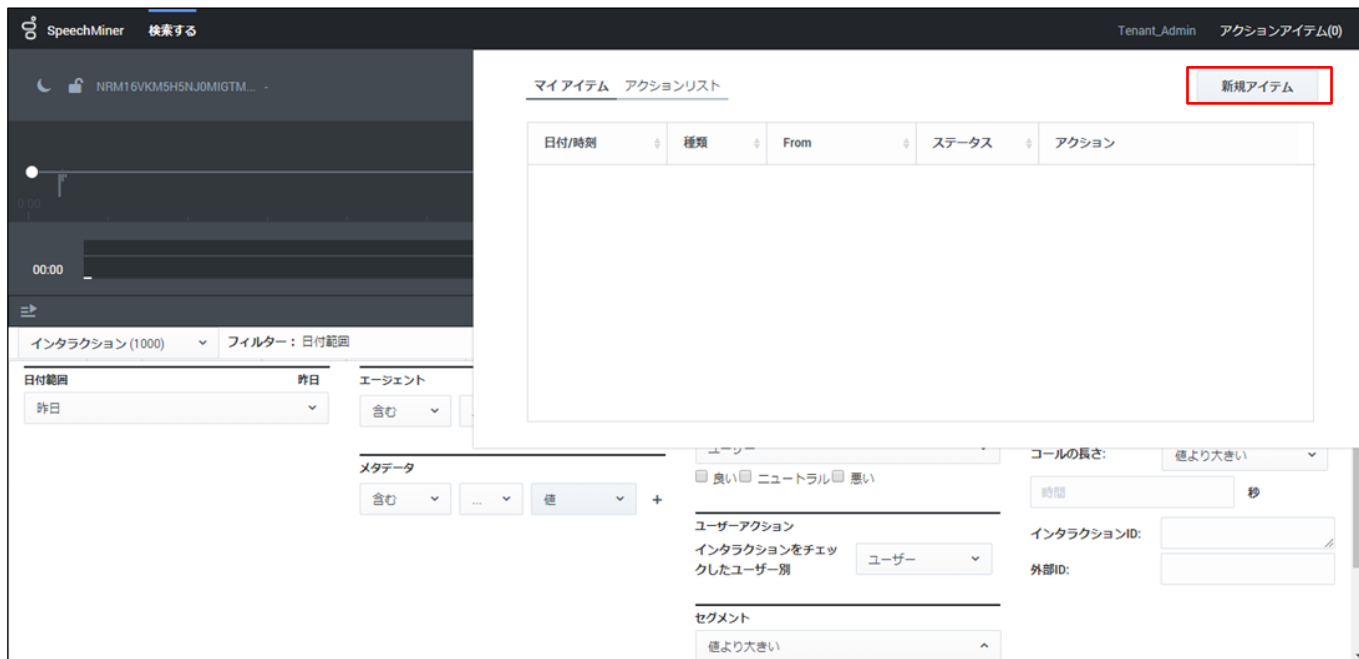 SpeechMiner 検索する Tenant_Admin アクションアイテム(0)
NRM16VKM5H5NJ0MIGTM... -
マイ アイテム アクションリスト 新規アイテム
日付/時刻 種類 From ステータス アクション
0:00
00:00
インタラクション (1000) フィルター：日付範囲
日付範囲 昨日
昨日
エージェント
含む
メタデータ
含む ... 値 +
ユーザー
良い ニュートラル 悪い
ユーザーアクション
インタラクションをチェッ
クしたユーザー別
ユーザー
セグメント
値より大きい
コールの長さ: 値より大きい
時間 秒
インタラクションID:
外部ID: